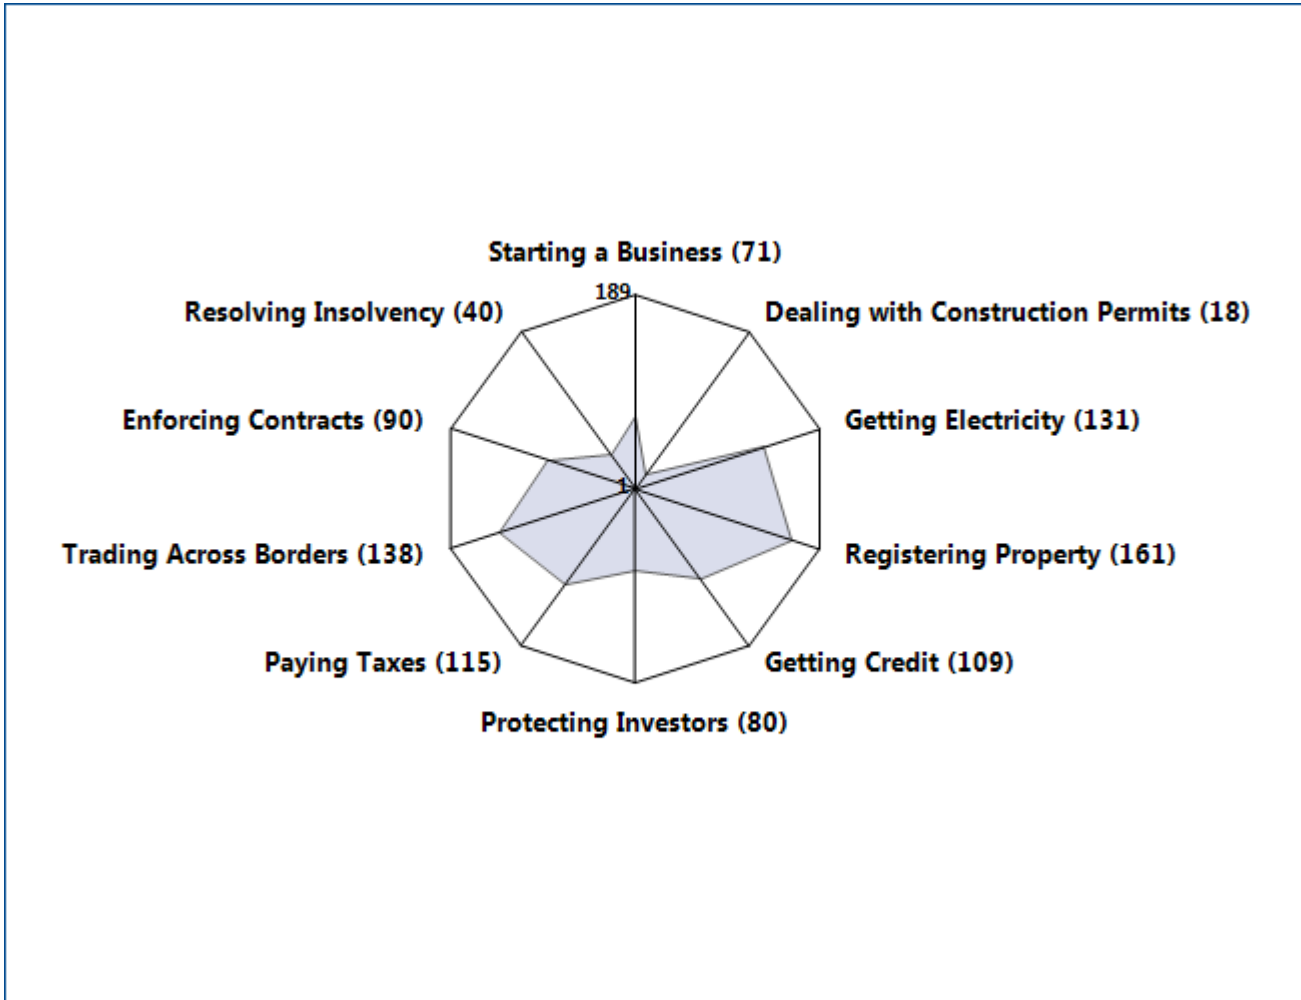 Starting a Business (71)
189
Resolving Insolvency (40)
Dealing with Construction Permits (18)
Enforcing Contracts (90)
Getting Electricity (131)
1
Trading Across Borders (138)
Registering Property (161)
Paying Taxes (115)
Getting Credit (109)
Protecting Investors (80)